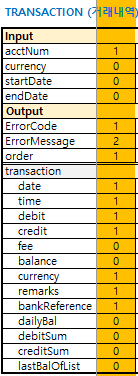 TRANSACTION (거래내역)
Input
acctNum 1
currency 0
startDate 0
endDate 0
Output
ErrorCode 1
ErrorMessage 2
order 1
transaction
date 1
time 1
debit 1
credit 1
fee 0
balance 0
currency 1
remarks 1
bankReference 1
dailyBal 0
debitSum 0
creditSum 0
lastBalOfList 0